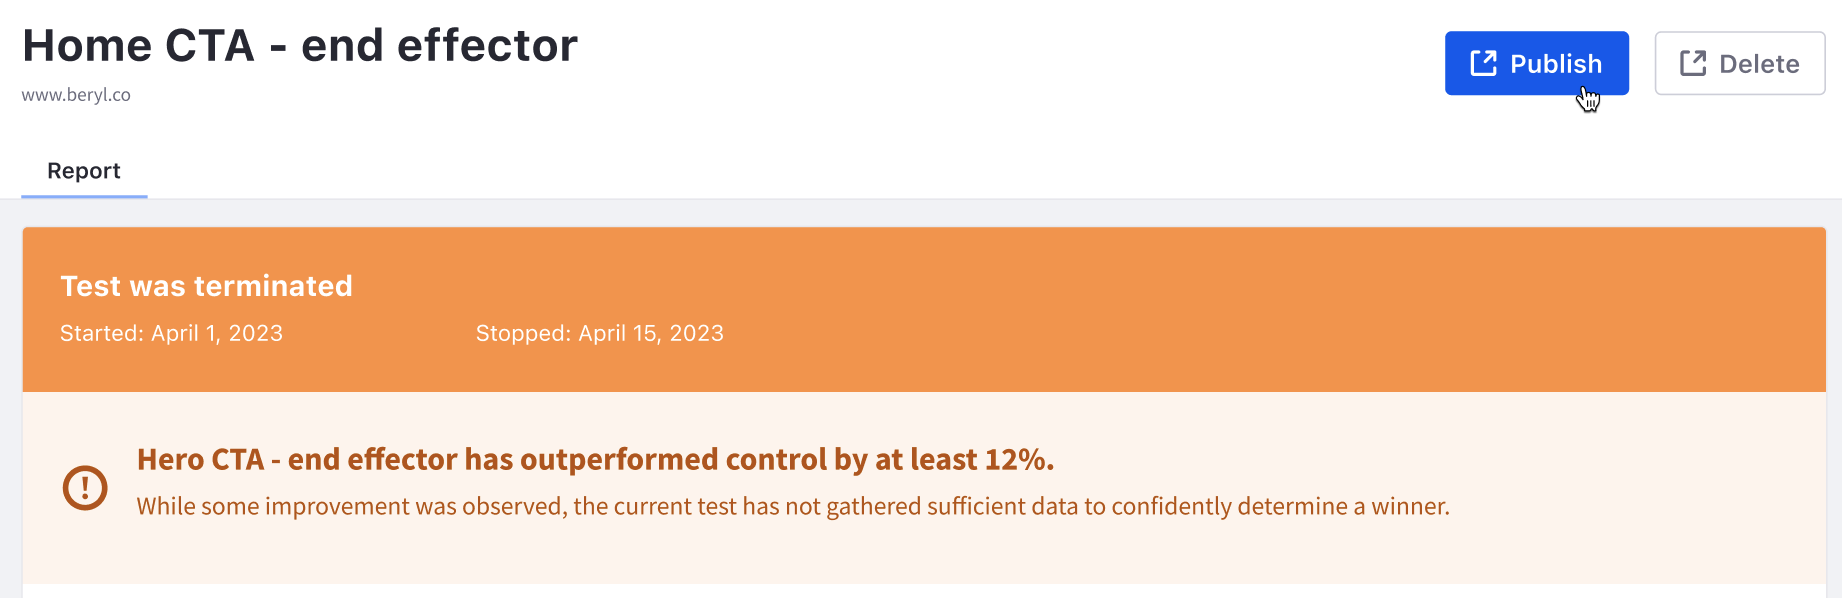 Home CTA - end effector
www.beryl.co
Publish
Delete
Report
Test was terminated
Started: April 1, 2023
Stopped: April 15, 2023
Hero CTA - end effector has outperformed control by at least 12%.
While some improvement was observed, the current test has not gathered sufficient data to confidently determine a winner.